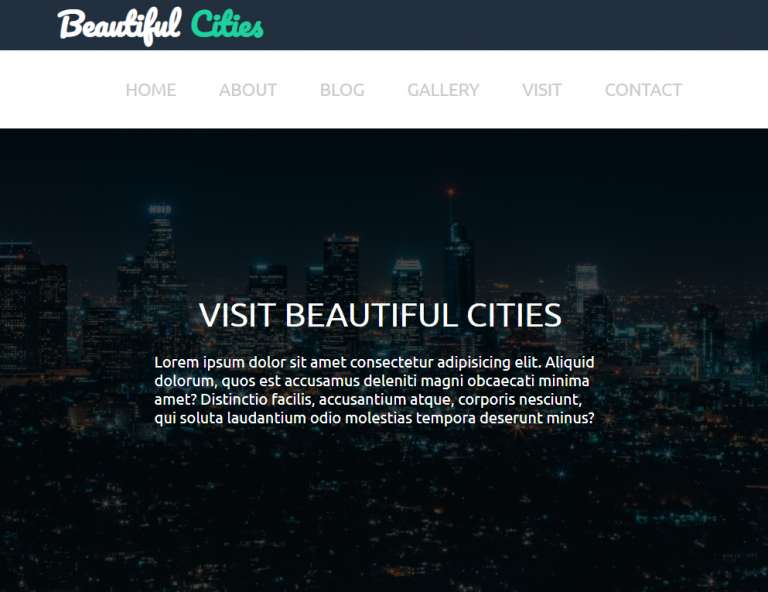 Beautiful Cities
HOME ABOUT BLOG GALLERY VISIT CONTACT
VISIT BEAUTIFUL CITIES
Lorem ipsum dolor sit amet consectetur adipisicing elit. Aliquid
dolorum, quos est accusamus deleniti magni obcaecati minima
amet? Distinctio facilis, accusantium atque, corporis nesciunt,
qui soluta laudantium odio molestias tempora deserunt minus?